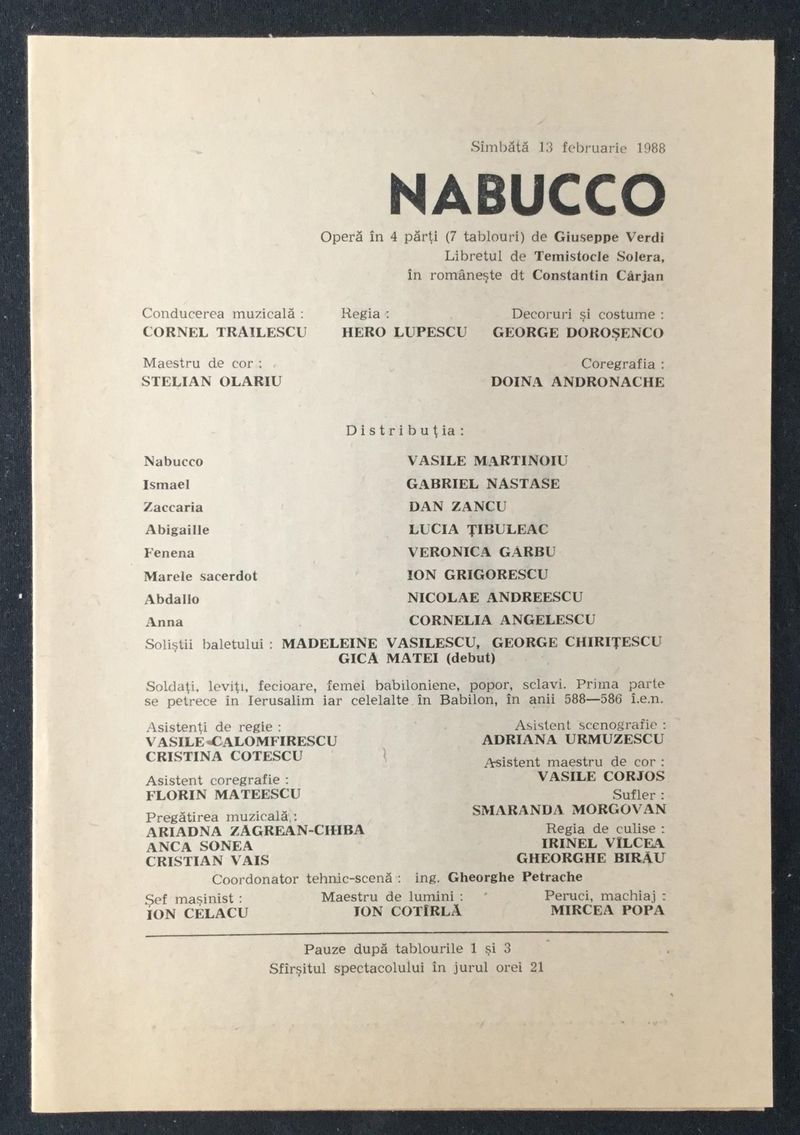 Simbătă 13 februarie 1988
NABUCCO
Operă în 4 părți (7 tablouri) de Giuseppe Verdi
Libretul de Temistocle Solera,
în românește dt Constantin Cârjan
Conducerea muzicală : Regia : Decoruri și costume :
CORNEL TRAILESCU HERO LUPESCU GEORGE DOROȘENCO
Maestru de cor : Coregrafia :
STELIAN OLARIU DOINA ANDRONACHE
Distribuția :
Nabucco VASILE MARTINOIU
Ismael GABRIEL NASTASE
Zaccaria DAN ZANCU
Abigaille LUCIA ȚIBULEAC
Fenena VERONICA GARBU
Marele sacerdot ION GRIGORESCU
Abdallo NICOLAE ANDREESCU
Anna CORNELIA ANGELESCU
Soliștii baletului : MADELEINE VASILESCU, GEORGE CHIRIȚESCU
GICĂ MATEI (debut)
Soldați, leviți, fecioare, femei babiloniene, popor, sclavi. Prima parte
se petrece în Ierusalim iar celelalte în Babilon, în anii 588—586 î.e.n.
Asistenți de regie : Asistent scenografie :
VASILE CALOMFIRESCU ADRIANA URMUZESCU
CRISTINA COTESCU Asistent maestru de cor :
Asistent coregrafie : VASILE CORJOS
FLORIN MATEESCU Sufler :
Pregătirea muzicală : SMARANDA MORGOVAN
ARIADNA ZAGREAN-CHIBA Regia de culise :
ANCA SONEA IRINEL VÎLCEA
CRISTIAN VAIS GHEORGHE BIRĂU
Coordonator tehnic-scenă : ing. Gheorghe Petrache
Șef mașinist : Maestru de lumini : Peruci, machiaj :
ION CELACU ION COTÎRLĂ MIRCEA POPA
Pauze după tablourile 1 și 3
Sfîrșitul spectacolului în jurul orei 21